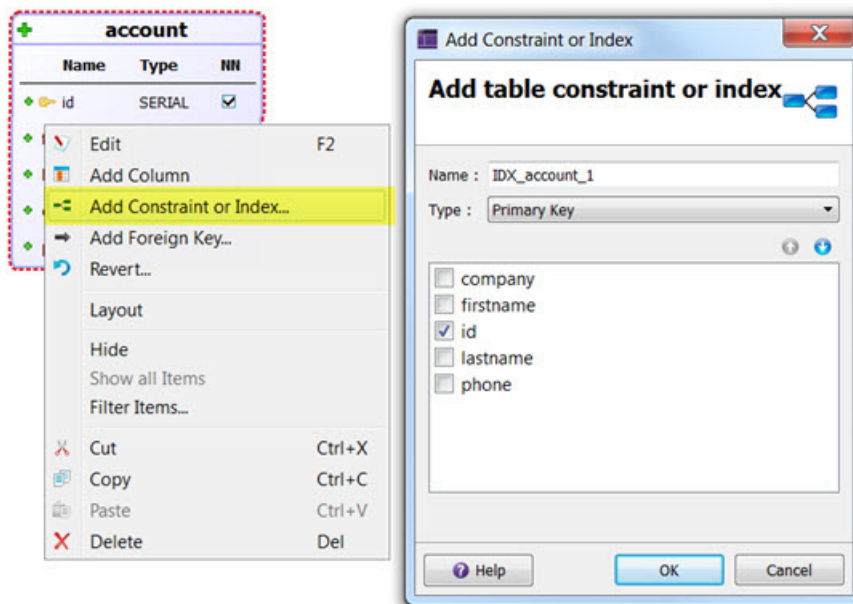 account
Name Type NN
id SERIAL
Edit F2
Add Column
Add Constraint or Index...
Add Foreign Key...
Revert...
Layout
Hide
Show all Items
Filter Items...
Cut Ctrl+X
Copy Ctrl+C
Paste Ctrl+V
Delete Del
Add Constraint or Index
Add table constraint or index
Name : IDX_account_1
Type : Primary Key
company
firstname
id
lastname
phone
Help OK Cancel